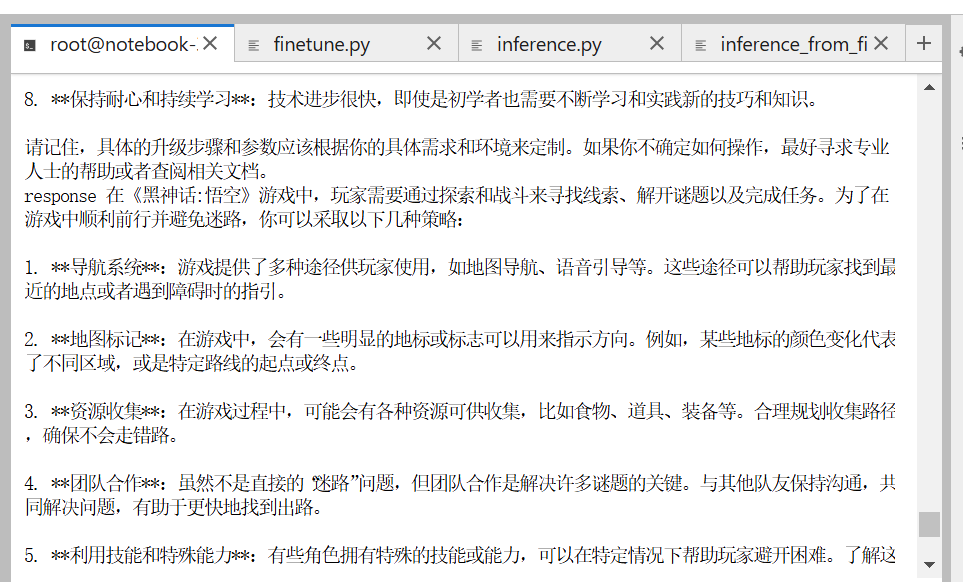 root@notebook-
finetune.py
inference.py
inference_from_fi
8. **保持耐心和持续学习**: 技术进步很快，即使是初学者也需要不断学习和实践新的技巧和知识。
请记住，具体的升级步骤和参数应该根据你的具体需求和环境来定制。如果你不确定如何操作，最好寻求专业
人士的帮助或者查阅相关文档。
response 在《黑神话:悟空》游戏中，玩家需要通过探索和战斗来寻找线索、解开谜题以及完成任务。为了在
游戏中顺利前行并避免迷路，你可以采取以下几种策略:
1. **导航系统**: 游戏提供了多种途径供玩家使用，如地图导航、语音引导等。这些途径可以帮助玩家找到最
近的地点或者遇到障碍时的指引。
2. **地图标记**: 在游戏中，会有一些明显的地标或标志可以用来指示方向。例如，某些地标的颜色变化代表
了不同区域，或是特定路线的起点或终点。
3. **资源收集**: 在游戏过程中，可能会有各种资源可供收集，比如食物、道具、装备等。合理规划收集路径
，确保不会走错路。
4. **团队合作**: 虽然不是直接的“迷路”问题，但团队合作是解决许多谜题的关键。与其他队友保持沟通，共
同解决问题，有助于更快地找到出路。
5. **利用技能和特殊能力**: 有些角色拥有特殊的技能或能力，可以在特定情况下帮助玩家避开困难。了解这